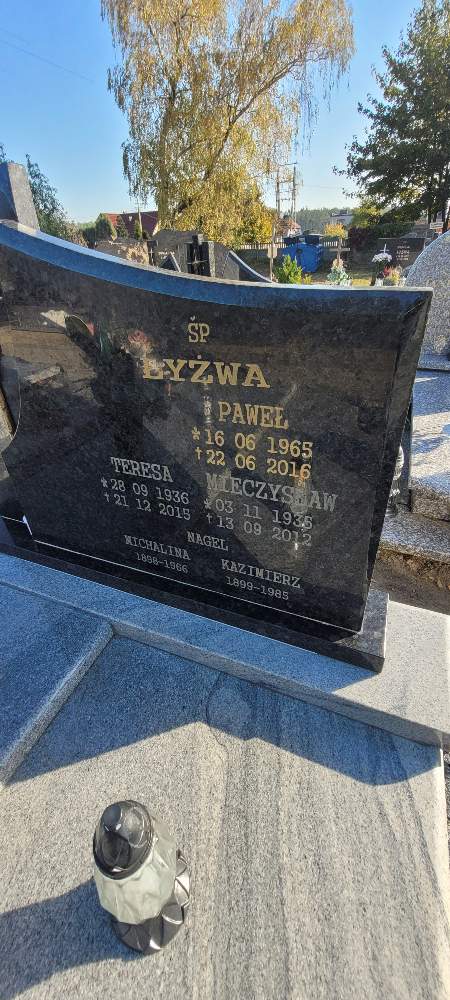 ŚP
ŁYŻWA
PAWEŁ
* 16 06 1965
† 22 06 2016
TERESA
* 28 09 1936
† 21 12 2015
MIECZYSŁAW
* 03 11 1935
† 13 09 2012
NAGEL
MICHALINA
1898-1966
KAZIMIERZ
1899-1985